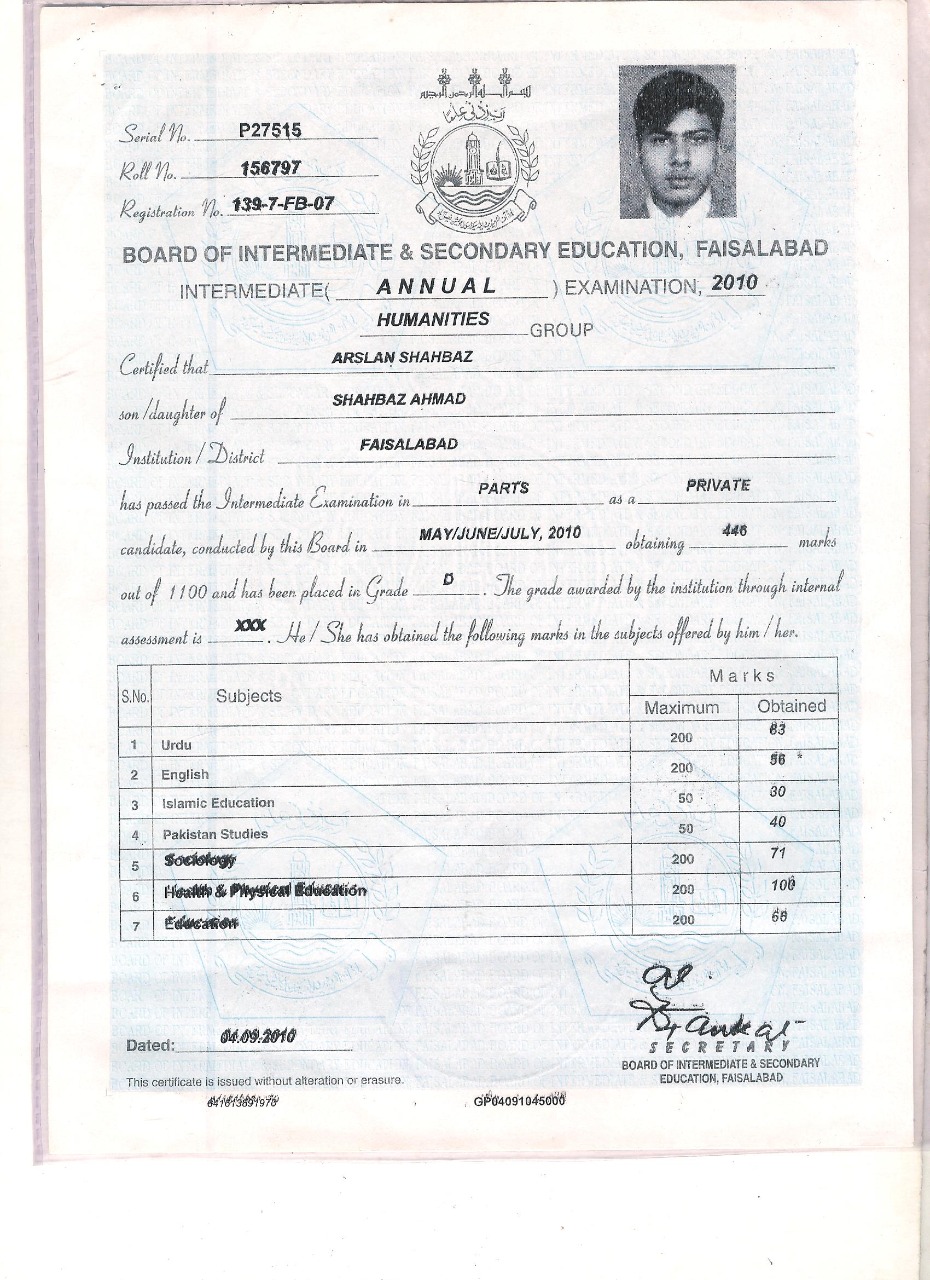 Serial No. P27515
Roll No. 156797
Registration No. 139-7-FB-07
BOARD OF INTERMEDIATE & SECONDARY EDUCATION, FAISALABAD
INTERMEDIATE( ANNUAL ) EXAMINATION, 2010
HUMANITIES GROUP
Certified that ARSLAN SHAHBAZ
son/daughter of SHAHBAZ AHMAD
Institution / District FAISALABAD
has passed the Intermediate Examination in PARTS as a PRIVATE
candidate, conducted by this Board in MAY/JUNE/JULY, 2010 obtaining 446 marks
out of 1100 and has been placed in Grade D. The grade awarded by the institution through internal
assessment is XXX. He / She has obtained the following marks in the subjects offered by him / her.
S.No. Subjects Marks
Maximum Obtained
1 Urdu 200 83
2 English 200 56 *
3 Islamic Education 50 30
4 Pakistan Studies 50 40
5 Sociology 200 71
6 Health & Physical Education 200 100
7 Education 200 66
Dated: 04.09.2010
SECRETARY
BOARD OF INTERMEDIATE & SECONDARY
EDUCATION, FAISALABAD
This certificate is issued without alteration or erasure.
GP04091045000